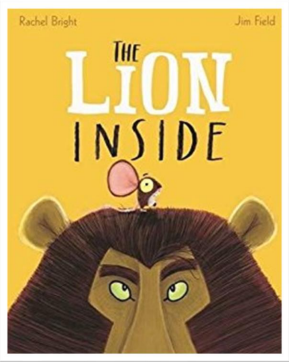 Rachel Bright Jim Field
THE
LION
INSIDE